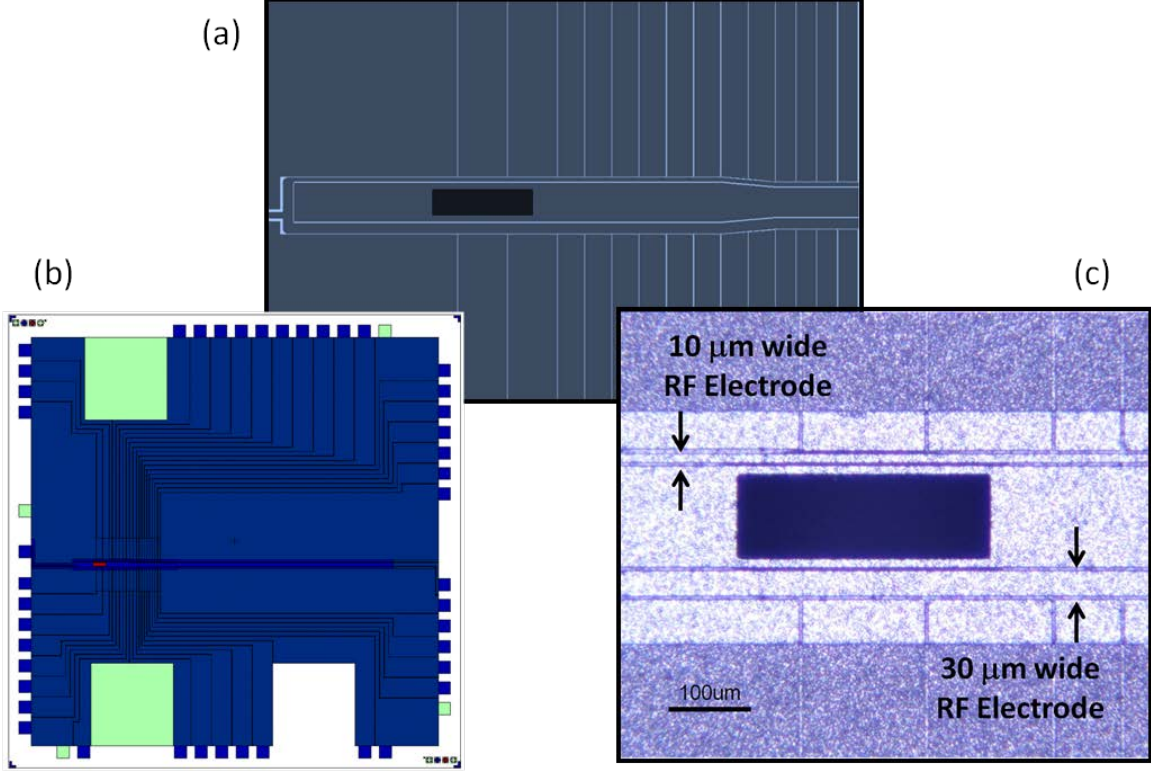 (a)
(b)
(c)
10 μm wide
RF Electrode
30 μm wide
RF Electrode
100um